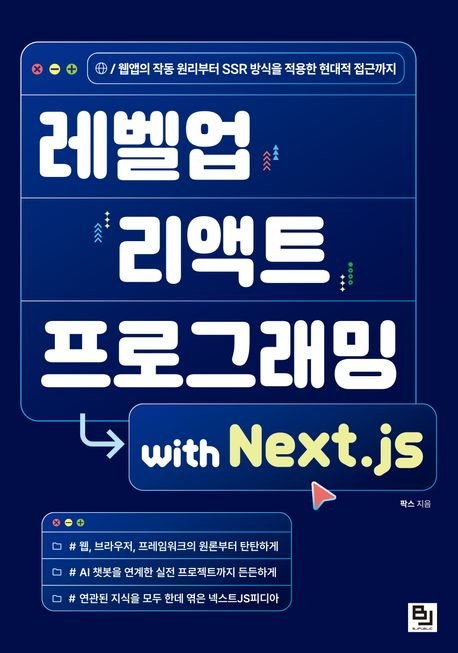 / 웹앱의 작동 원리부터 SSR 방식을 적용한 현대적 접근까지
레벨업
리액트
프로그래밍
with Next.js
팍스 지음
# 웹, 브라우저, 프레임워크의 원론부터 탄탄하게
# AI 챗봇을 연계한 실전 프로젝트까지 든든하게
# 연관된 지식을 모두 한데 엮은 넥스트JS피디아
BJ
BJPUBLIC